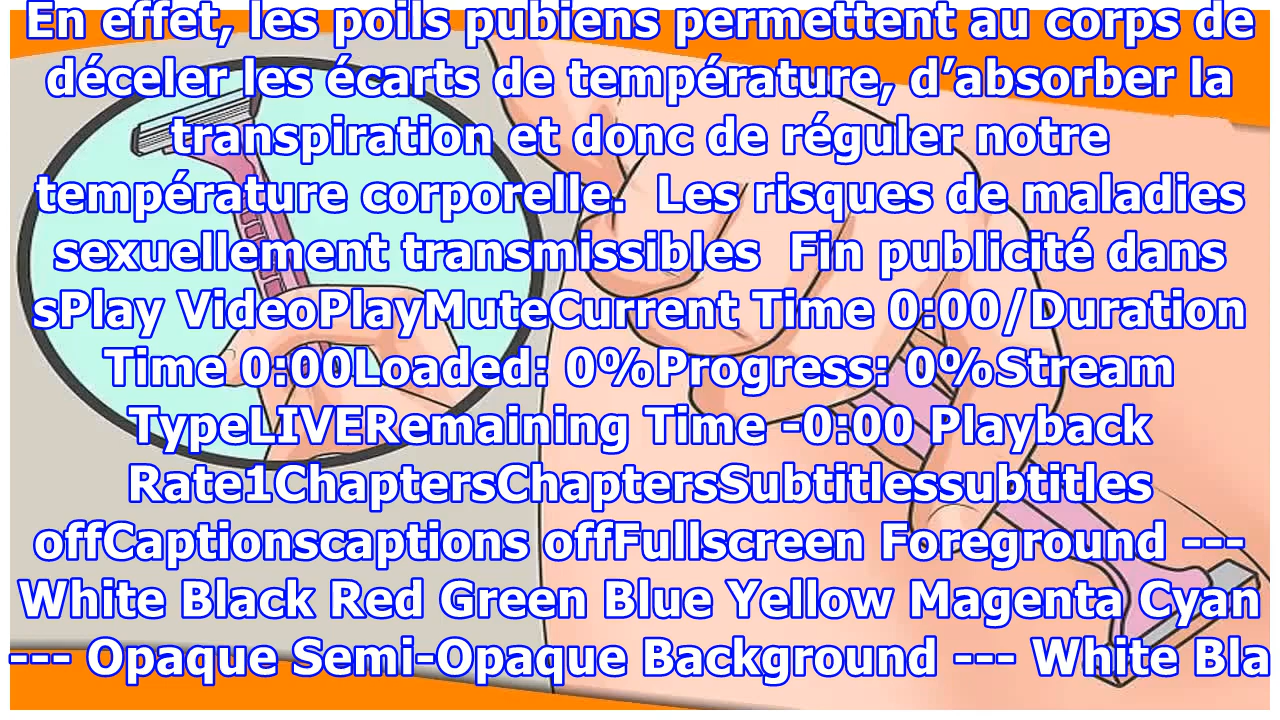 En effet, les poils pubiens permettent au corps de
déceler les écarts de température, d’absorber la
transpiration et donc de réguler notre
température corporelle.  Les risques de maladies
sexuellement transmissibles  Fin publicité dans
sPlay VideoPlayMuteCurrent Time 0:00/Duration
Time 0:00Loaded: 0%Progress: 0%Stream
TypeLIVERemaining Time -0:00 Playback
Rate1ChaptersChaptersSubtitlessubtitles
offCaptionscaptions offFullscreen Foreground ---
White Black Red Green Blue Yellow Magenta Cyan
--- Opaque Semi-Opaque Background --- White Bla